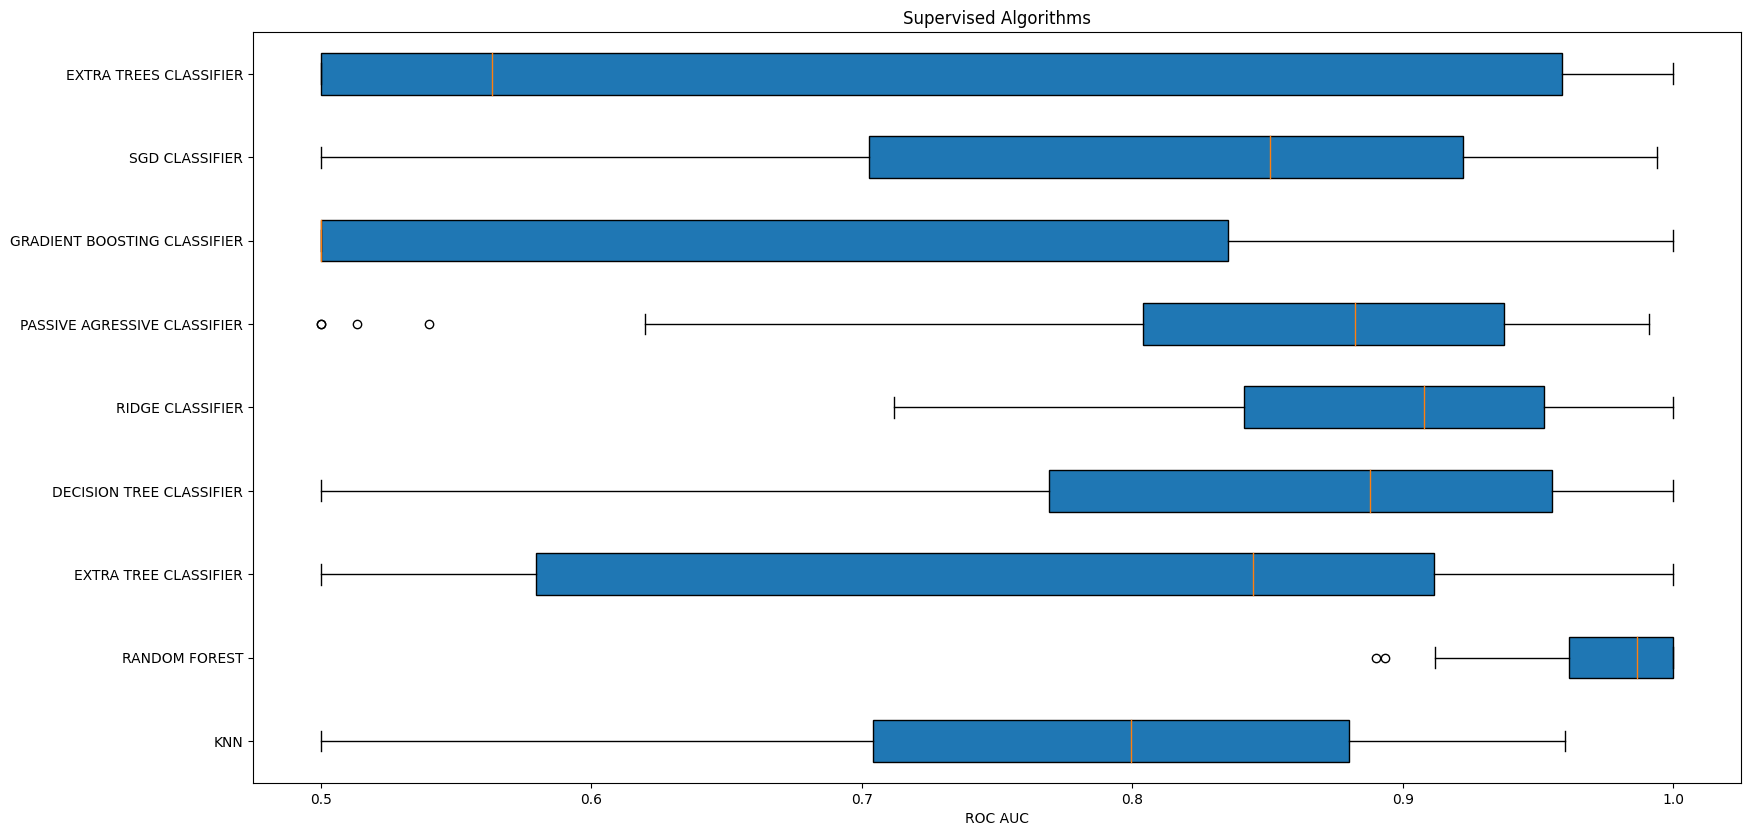 Supervised Algorithms
EXTRA TREES CLASSIFIER
SGD CLASSIFIER
GRADIENT BOOSTING CLASSIFIER
PASSIVE AGRESSIVE CLASSIFIER
RIDGE CLASSIFIER
DECISION TREE CLASSIFIER
EXTRA TREE CLASSIFIER
RANDOM FOREST
KNN
0.5 0.6 0.7 0.8 0.9 1.0
ROC AUC